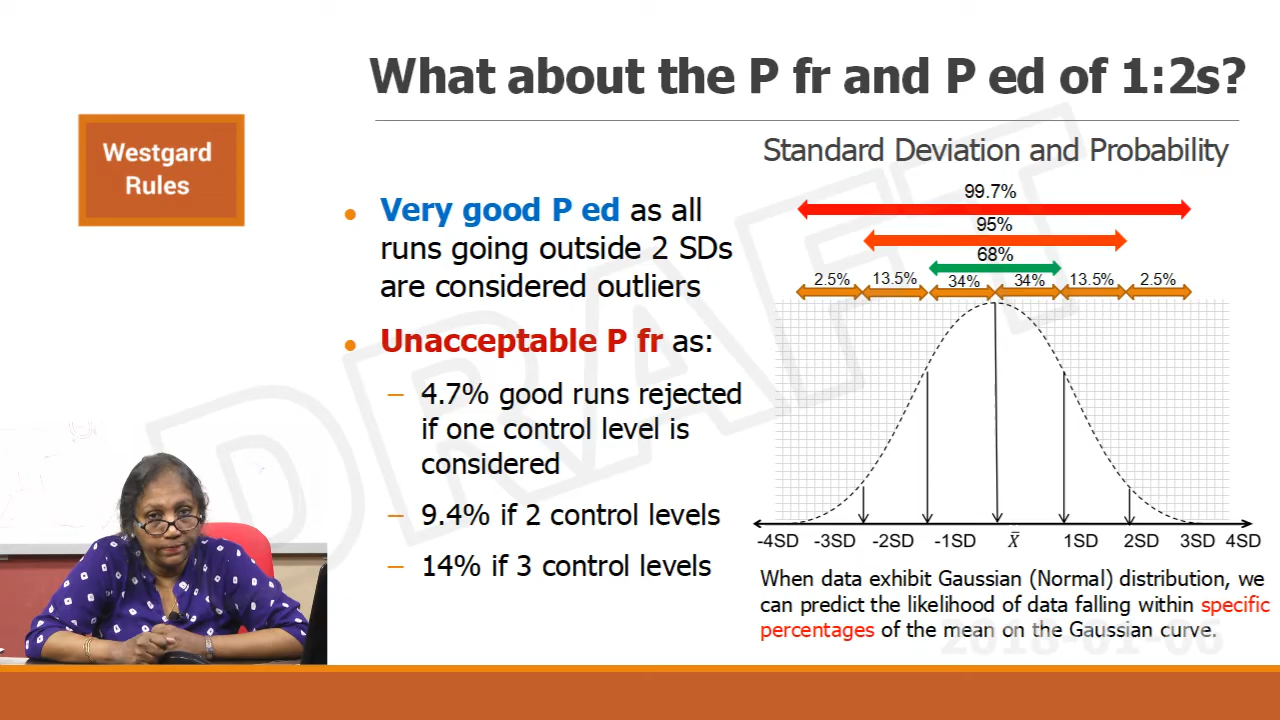 What about the P fr and P ed of 1:2s?
Westgard
Rules
• Very good P ed as all
runs going outside 2 SDs
are considered outliers
• Unacceptable P fr as:
– 4.7% good runs rejected
if one control level is
considered
– 9.4% if 2 control levels
– 14% if 3 control levels
Standard Deviation and Probability
99.7%
95%
68%
2.5% 13.5% 34% 34% 13.5% 2.5%
-4SD -3SD -2SD -1SD X̄ 1SD 2SD 3SD 4SD
When data exhibit Gaussian (Normal) distribution, we
can predict the likelihood of data falling within specific
percentages of the mean on the Gaussian curve.
DRAFT
2018-01-06